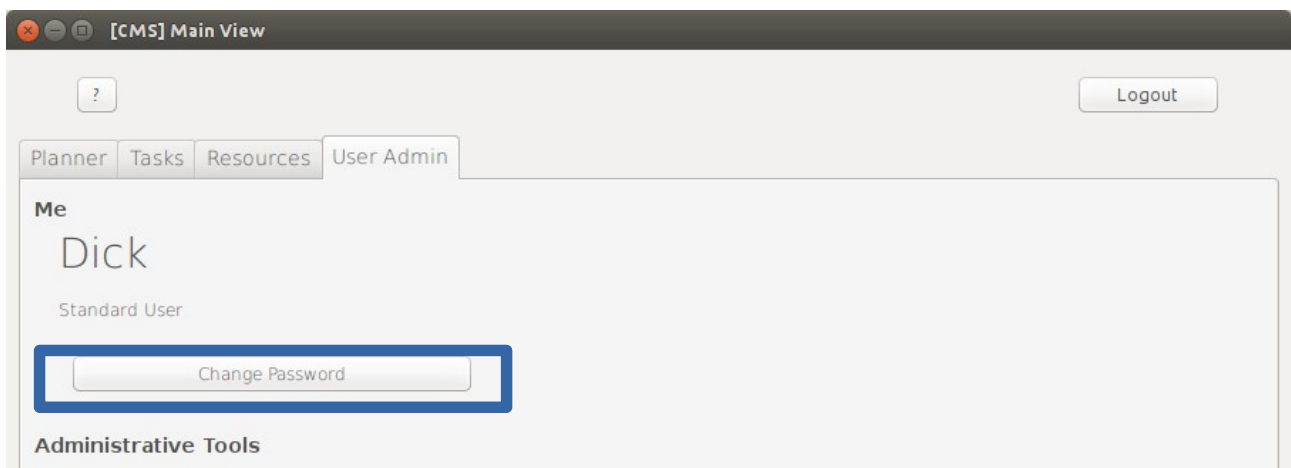 [CMS] Main View
?
Logout
Planner Tasks Resources User Admin
Me
Dick
Standard User
Change Password
Administrative Tools